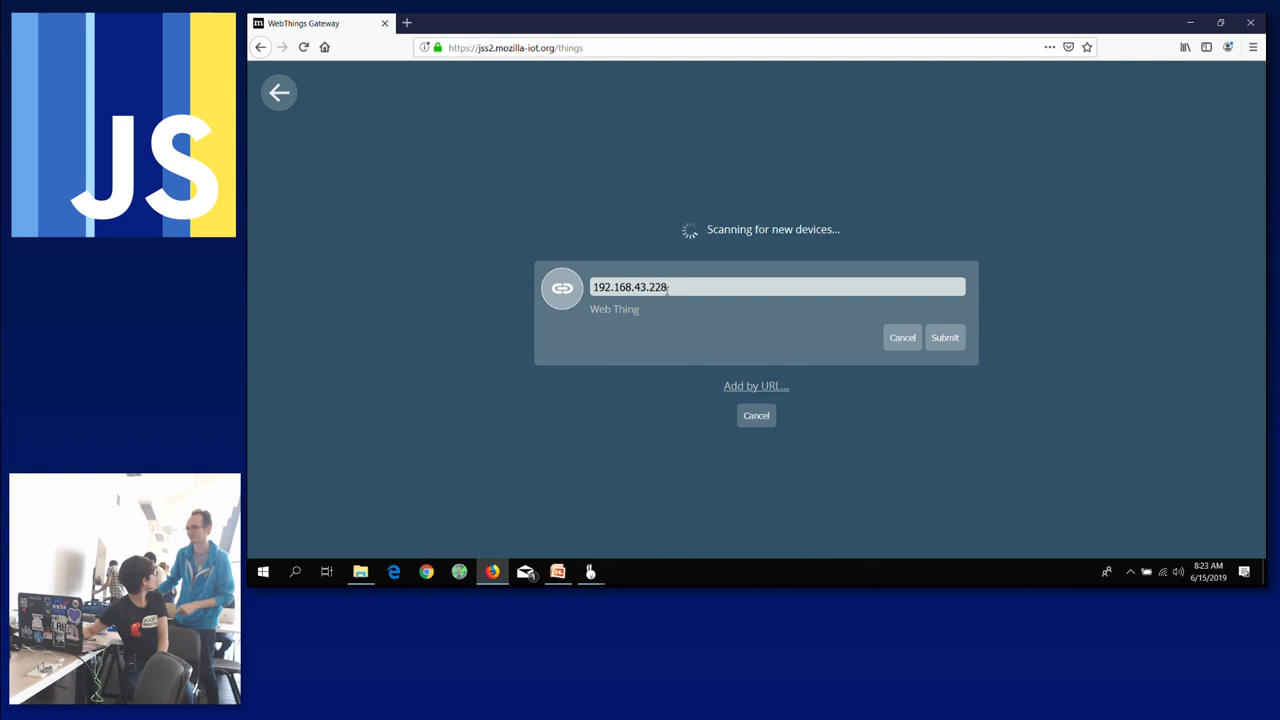 JS
WebThings Gateway
https://jss2.mozilla-iot.org/things
Scanning for new devices...
192.168.43.228
Web Thing
Cancel
Submit
Add by URL...
Cancel
1
8:23 AM
6/15/2019